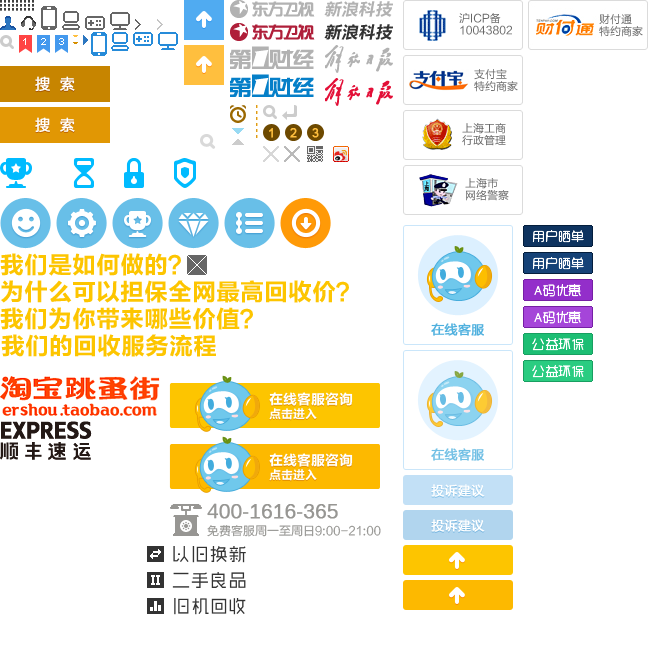 东方卫视 新浪科技
东方卫视 新浪科技
第一财经 解放日报
第一财经 解放日报
沪ICP备
10043802
财付通 财付通
特约商家
支付宝 支付宝
特约商家
上海工商
行政管理
上海市
网络警察
1 2 3
搜 索
搜 索
1 2 3
我们是如何做的?
为什么可以担保全网最高回收价?
我们为你带来哪些价值?
我们的回收服务流程
在线客服
用户晒单
用户晒单
A码优惠
A码优惠
公益环保
公益环保
淘宝跳蚤街
ershou.taobao.com
EXPRESS
顺丰速运
在线客服咨询
点击进入
在线客服咨询
点击进入
在线客服
投诉建议
投诉建议
400-1616-365
免费客服周一至周日9:00-21:00
以旧换新
二手良品
旧机回收